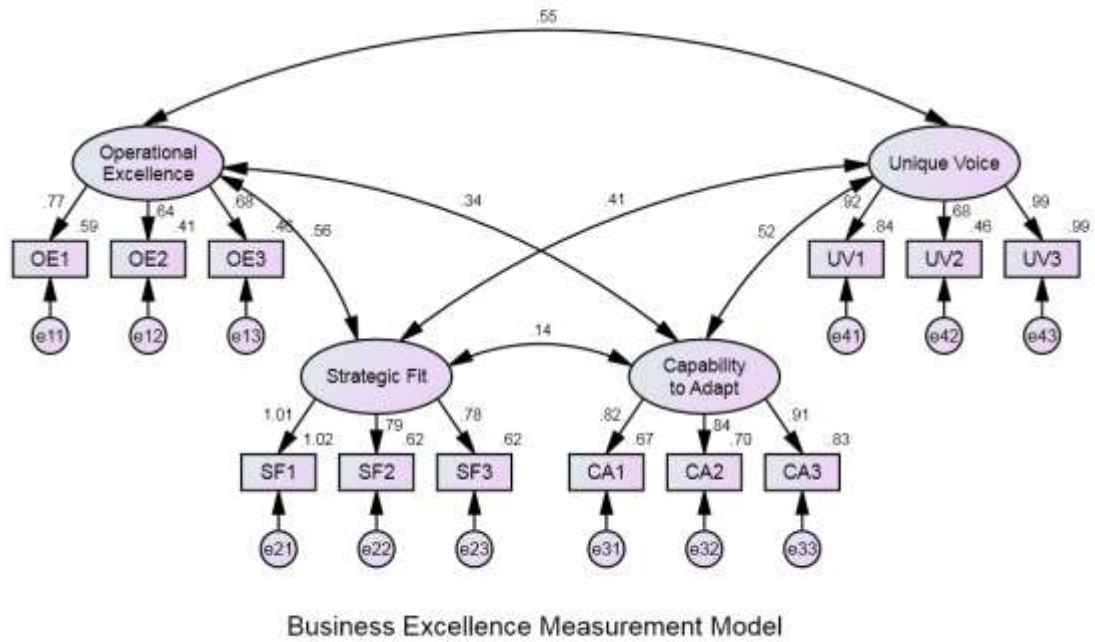 .55
Operational
Excellence
Unique Voice
.77
.59
.64
.41
.68
.46
.56
.34
.41
.52
.92
.84
.68
.46
.99
.99
OE1
OE2
OE3
UV1
UV2
UV3
e11
e12
e13
e41
e42
e43
.14
Strategic Fit
Capability
to Adapt
1.01
1.02
.79
.62
.78
.62
.82
.67
.84
.70
.91
.83
SF1
SF2
SF3
CA1
CA2
CA3
e21
e22
e23
e31
e32
e33
Business Excellence Measurement Model